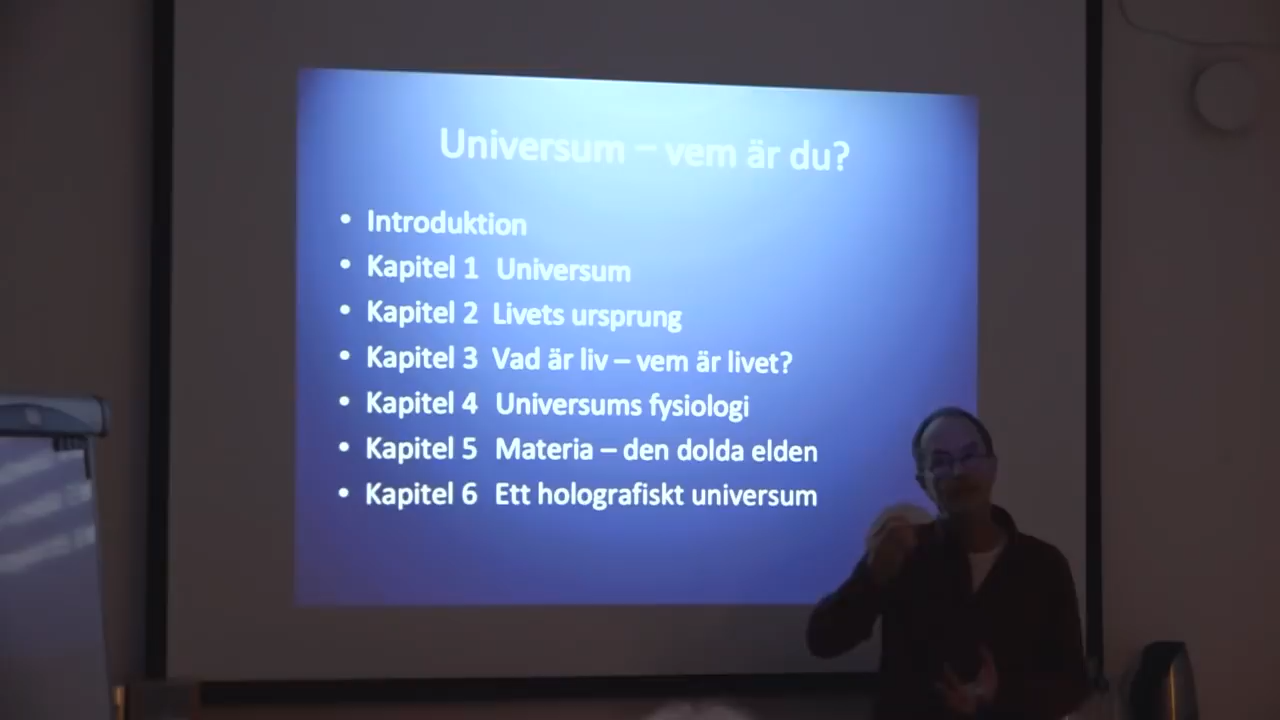 Universum – vem är du?
• Introduktion
• Kapitel 1 Universum
• Kapitel 2 Livets ursprung
• Kapitel 3 Vad är liv – vem är livet?
• Kapitel 4 Universums fysiologi
• Kapitel 5 Materia – den dolda elden
• Kapitel 6 Ett holografiskt universum